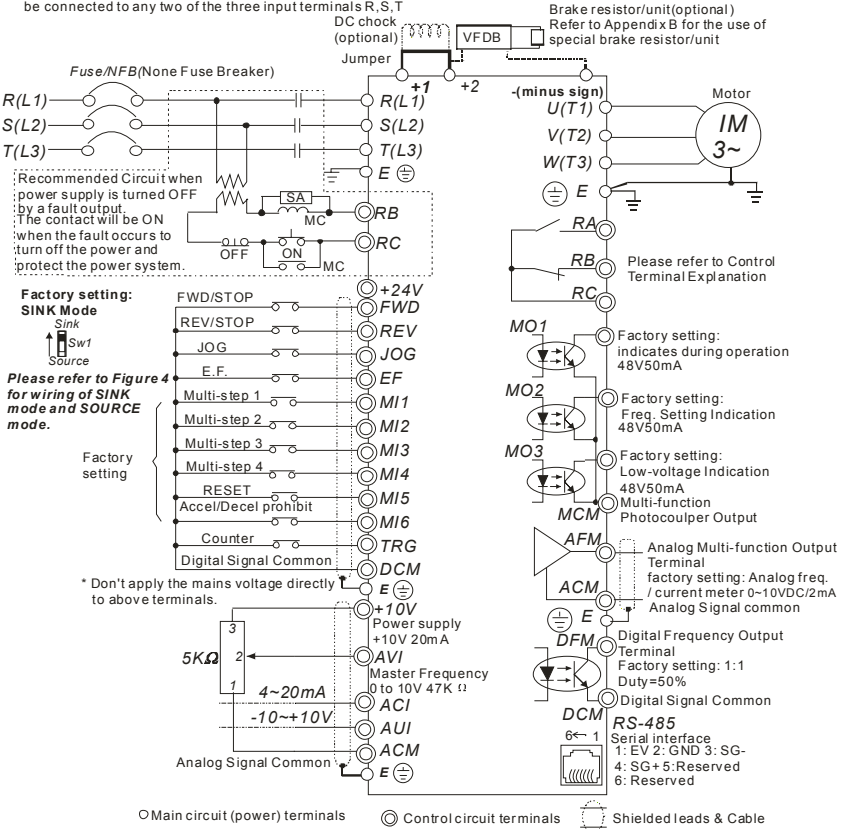 be connected to any two of the three input terminals R,S,T
DC chock
(optional)
Jumper
VFDB
Brake resistor/unit(optional)
Refer to Appendix B for the use of
special brake resistor/unit
Fuse/NFB(None Fuse Breaker)
+1
+2
-(minus sign)
R(L1)
S(L2)
T(L3)
R(L1)
S(L2)
T(L3)
E
U(T1)
V(T2)
W(T3)
E
Motor
IM
3~
Recommended Circuit when
power supply is turned OFF
by a fault output.
The contact will be ON
when the fault occurs to
turn off the power and
protect the power system.
SA
MC
OFF
ON
MC
RB
RC
RA
RB
RC
Please refer to Control
Terminal Explanation
Factory setting:
SINK Mode
Sink
Sw1
Source
Please refer to Figure 4
for wiring of SINK
mode and SOURCE
mode.
Factory
setting
+24V
FWD/STOP
FWD
REV/STOP
REV
JOG
JOG
E.F.
EF
Multi-step 1
MI1
Multi-step 2
MI2
Multi-step 3
MI3
Multi-step 4
MI4
RESET
MI5
Accel/Decel prohibit
MI6
Counter
TRG
Digital Signal Common
DCM
E
* Don't apply the mains voltage directly
to above terminals.
MO1
Factory setting:
indicates during operation
48V50mA
MO2
Factory setting:
Freq. Setting Indication
48V50mA
MO3
Factory setting:
Low-voltage Indication
48V50mA
MCM
Multi-function
Photocoulper Output
AFM
Analog Multi-function Output
Terminal
factory setting: Analog freq.
/ current meter 0~10VDC/2mA
ACM
Analog Signal common
E
DFM
Digital Frequency Output
Terminal
Factory setting: 1:1
Duty=50%
DCM
Digital Signal Common
+10V
Power supply
+10V 20mA
3
2
1
5KΩ
AVI
Master Frequency
0 to 10V 47K Ω
4~20mA
ACI
-10~+10V
AUI
ACM
Analog Signal Common
E
RS-485
Serial interface
6← 1
1: EV 2: GND 3: SG-
4: SG+ 5:Reserved
6: Reserved
Main circuit (power) terminals
Control circuit terminals
Shielded leads & Cable